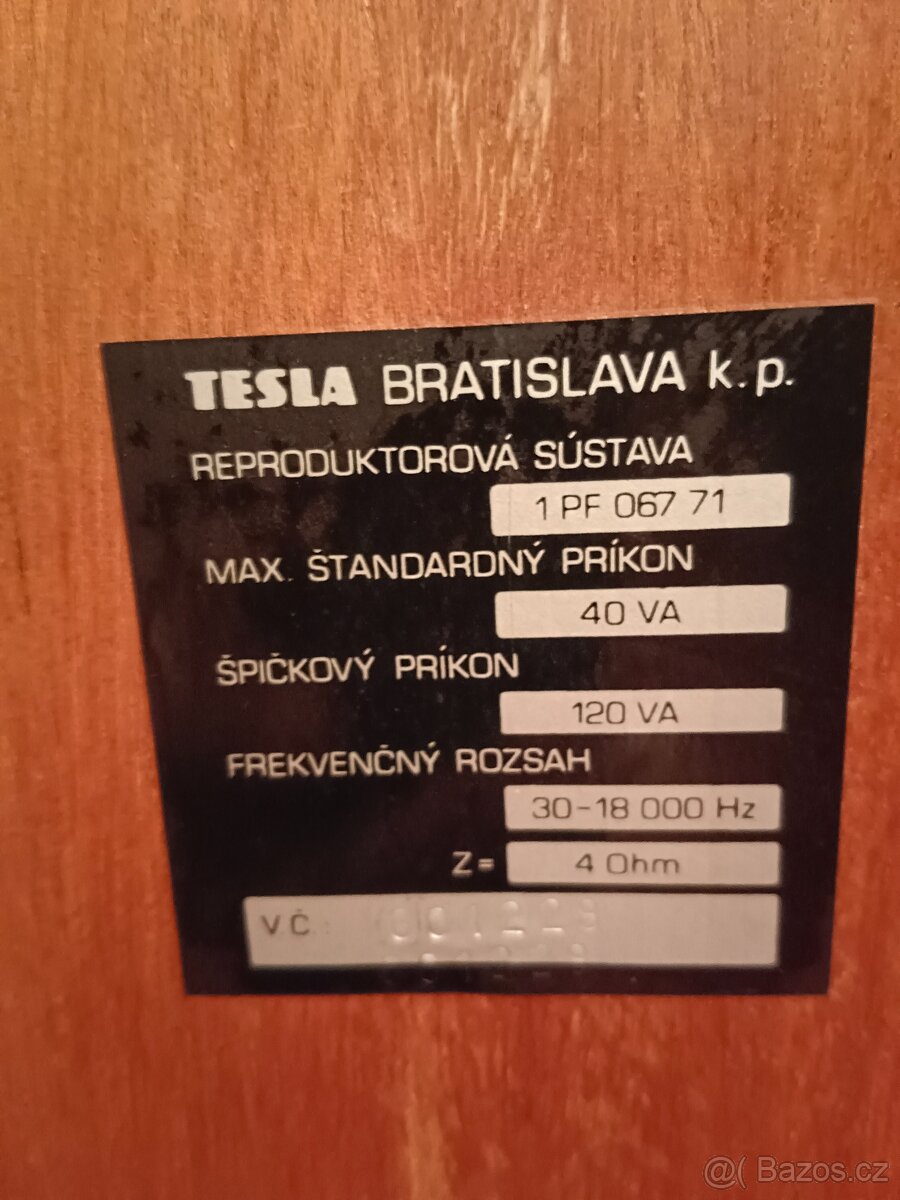 TESLA BRATISLAVA k.p.
REPRODUKTOROVÁ SÚSTAVA
1 PF 067 71
MAX. ŠTANDARDNÝ PRÍKON
40 VA
ŠPIČKOVÝ PRÍKON
120 VA
FREKVENČNÝ ROZSAH
30-18 000 Hz
Z= 4 Ohm
V.Č.:
@( Bazos.cz